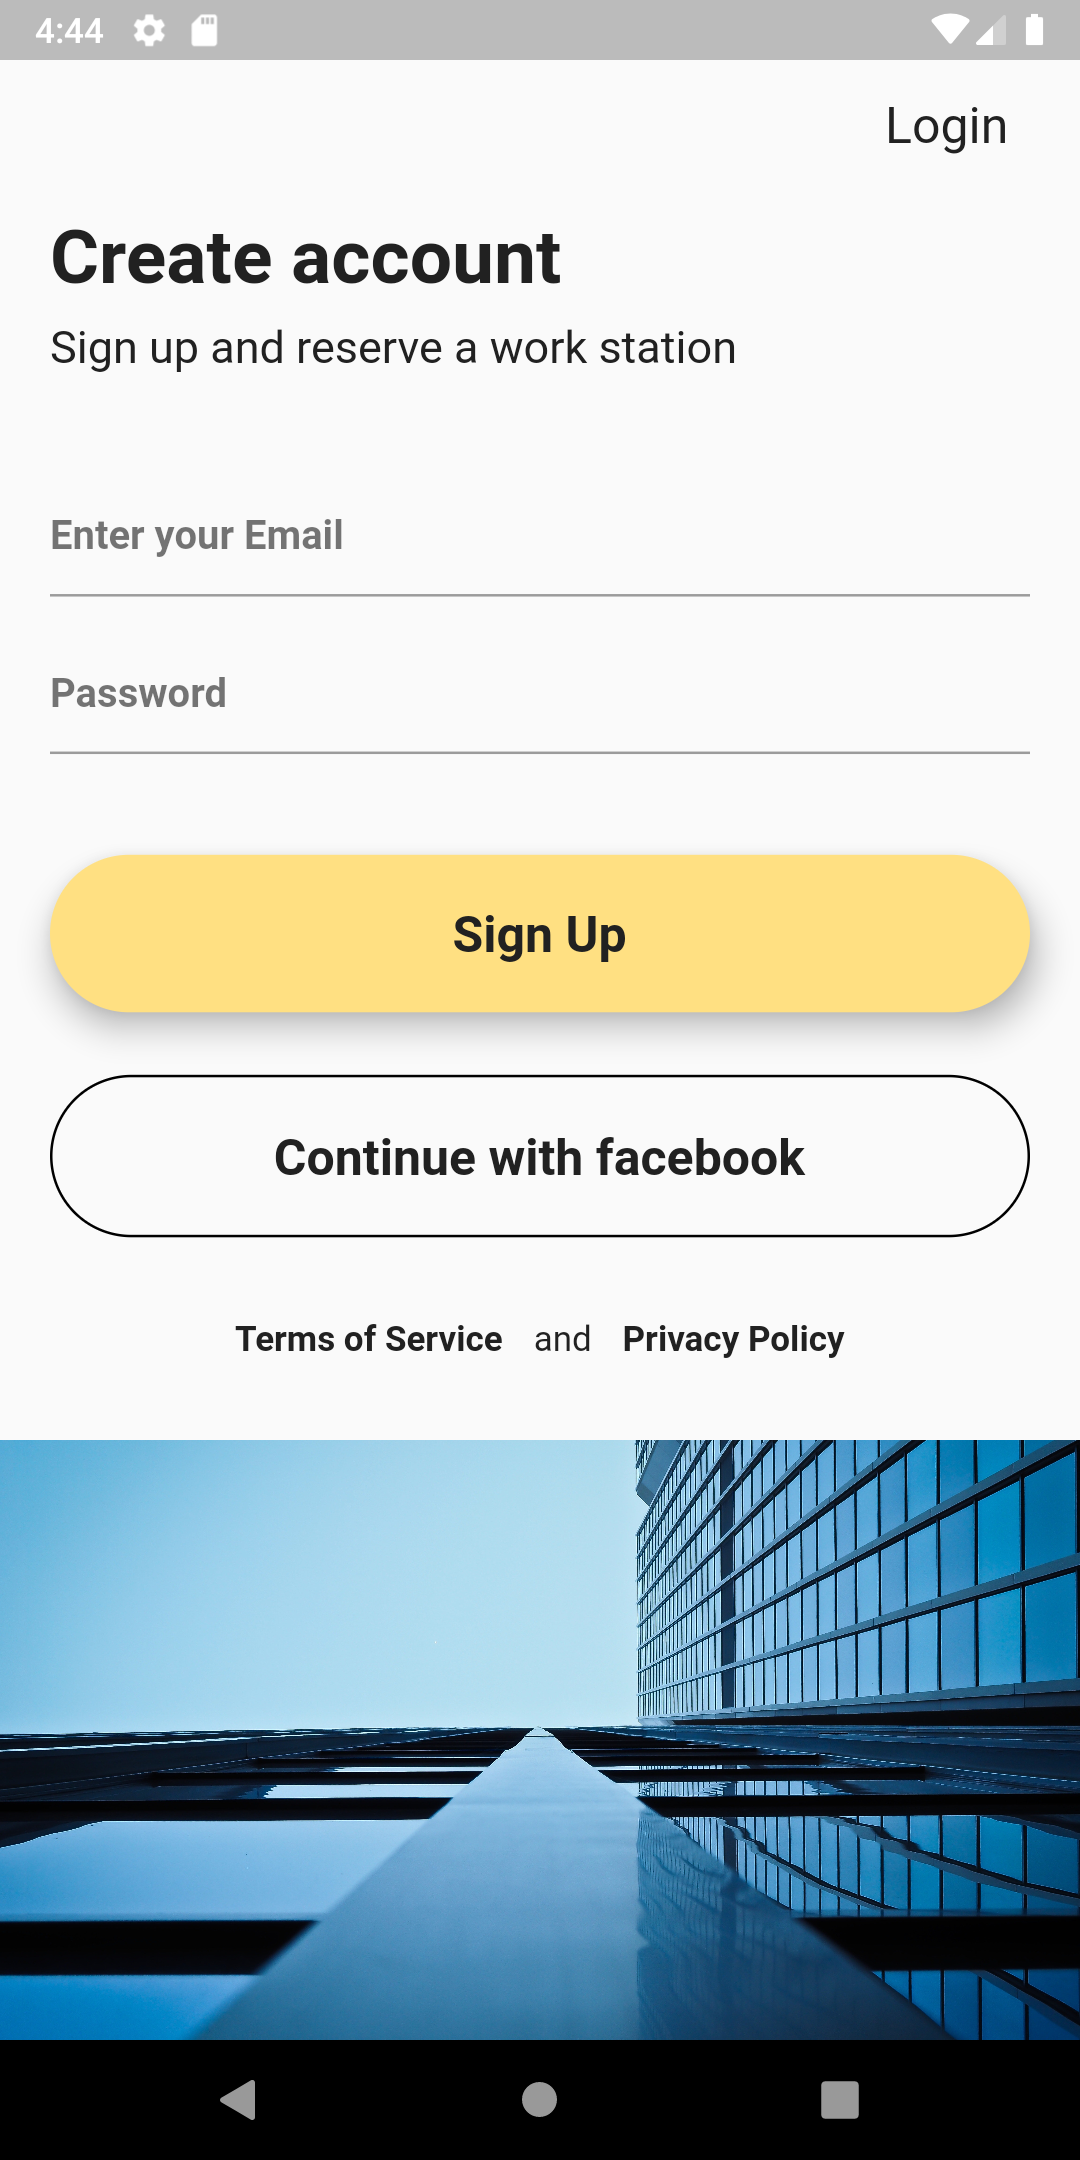 4:44
Login
Create account
Sign up and reserve a work station
Enter your Email
Password
Sign Up
Continue with facebook
Terms of Service and Privacy Policy